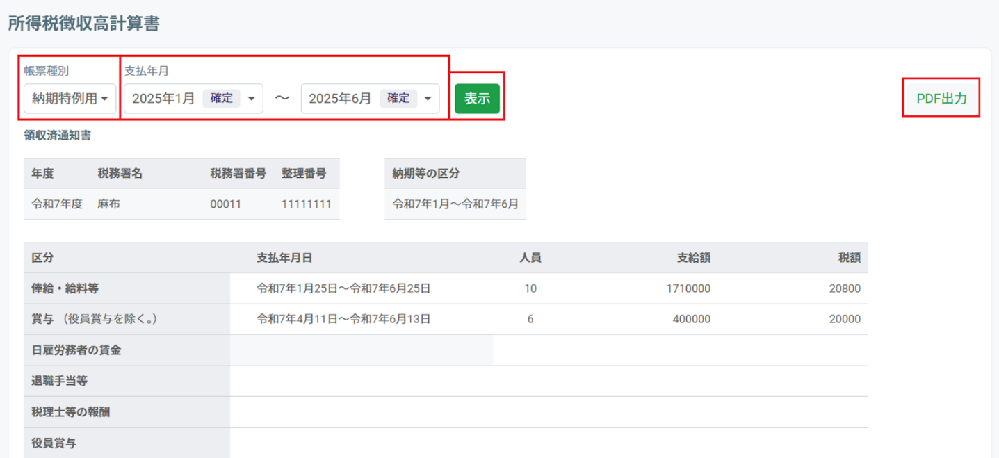 所得税徴収高計算書
帳票種別 支払年月
納期特例用 2025年1月 確定 〜 2025年6月 確定 表示 PDF出力
領収済通知書
年度 税務署名 税務署番号 整理番号 納期等の区分
令和7年度 麻布 00011 11111111 令和7年1月〜令和7年6月
区分 支払年月日 人員 支給額 税額
俸給・給料等 令和7年1月25日〜令和7年6月25日 10 1710000 20800
賞与 （役員賞与を除く。） 令和7年4月11日〜令和7年6月13日 6 400000 20000
日雇労務者の賃金
退職手当等
税理士等の報酬
役員賞与